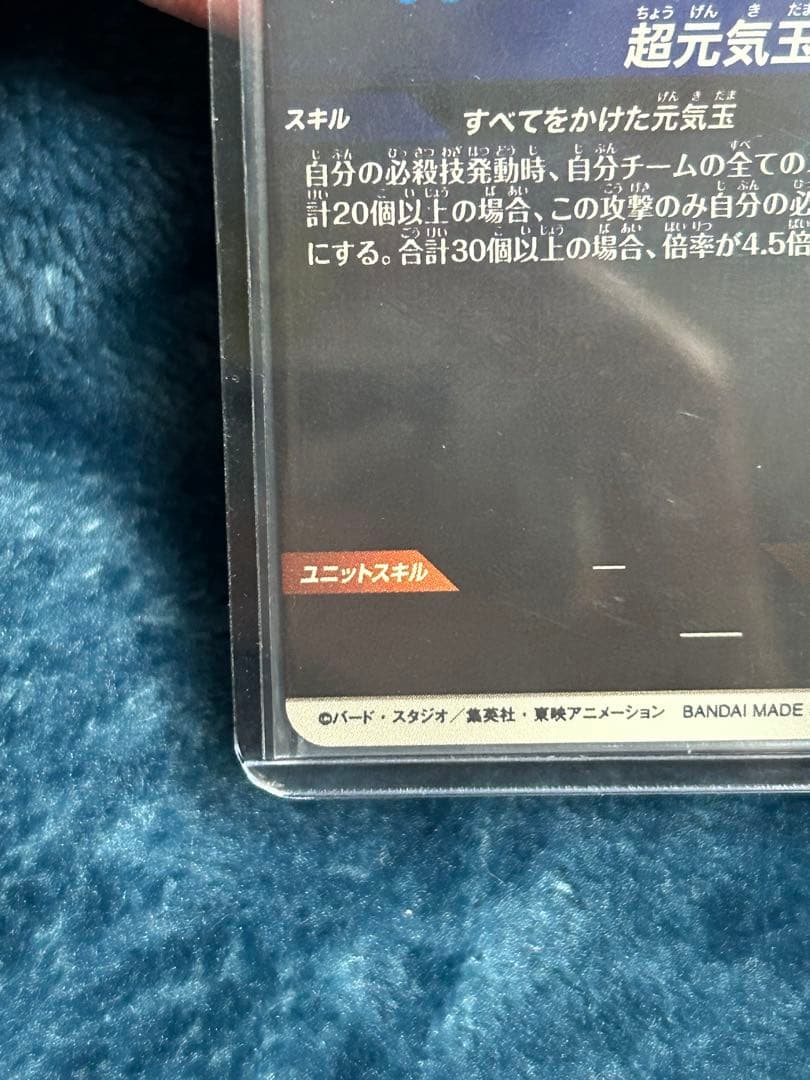 超元気玉
スキル すべてをかけた元気玉
自分の必殺技発動時、自分チームの全ての
計20個以上の場合、この攻撃のみ自分の必
にする。合計30個以上の場合、倍率が4.5倍
ユニットスキル —
—
©バード・スタジオ／集英社・東映アニメーション BANDAI MADE